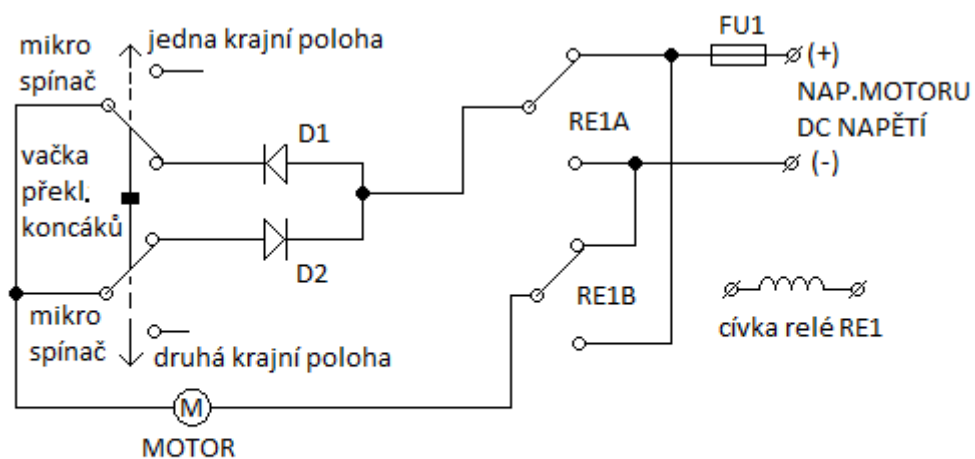 mikro
spínač
jedna krajní poloha
FU1
(+)
NAP.MOTORU
DC NAPĚTÍ
(-)
RE1A
D1
vačka
překl.
koncáků
D2
RE1B
mikro
spínač
druhá krajní poloha
cívka relé RE1
M
MOTOR